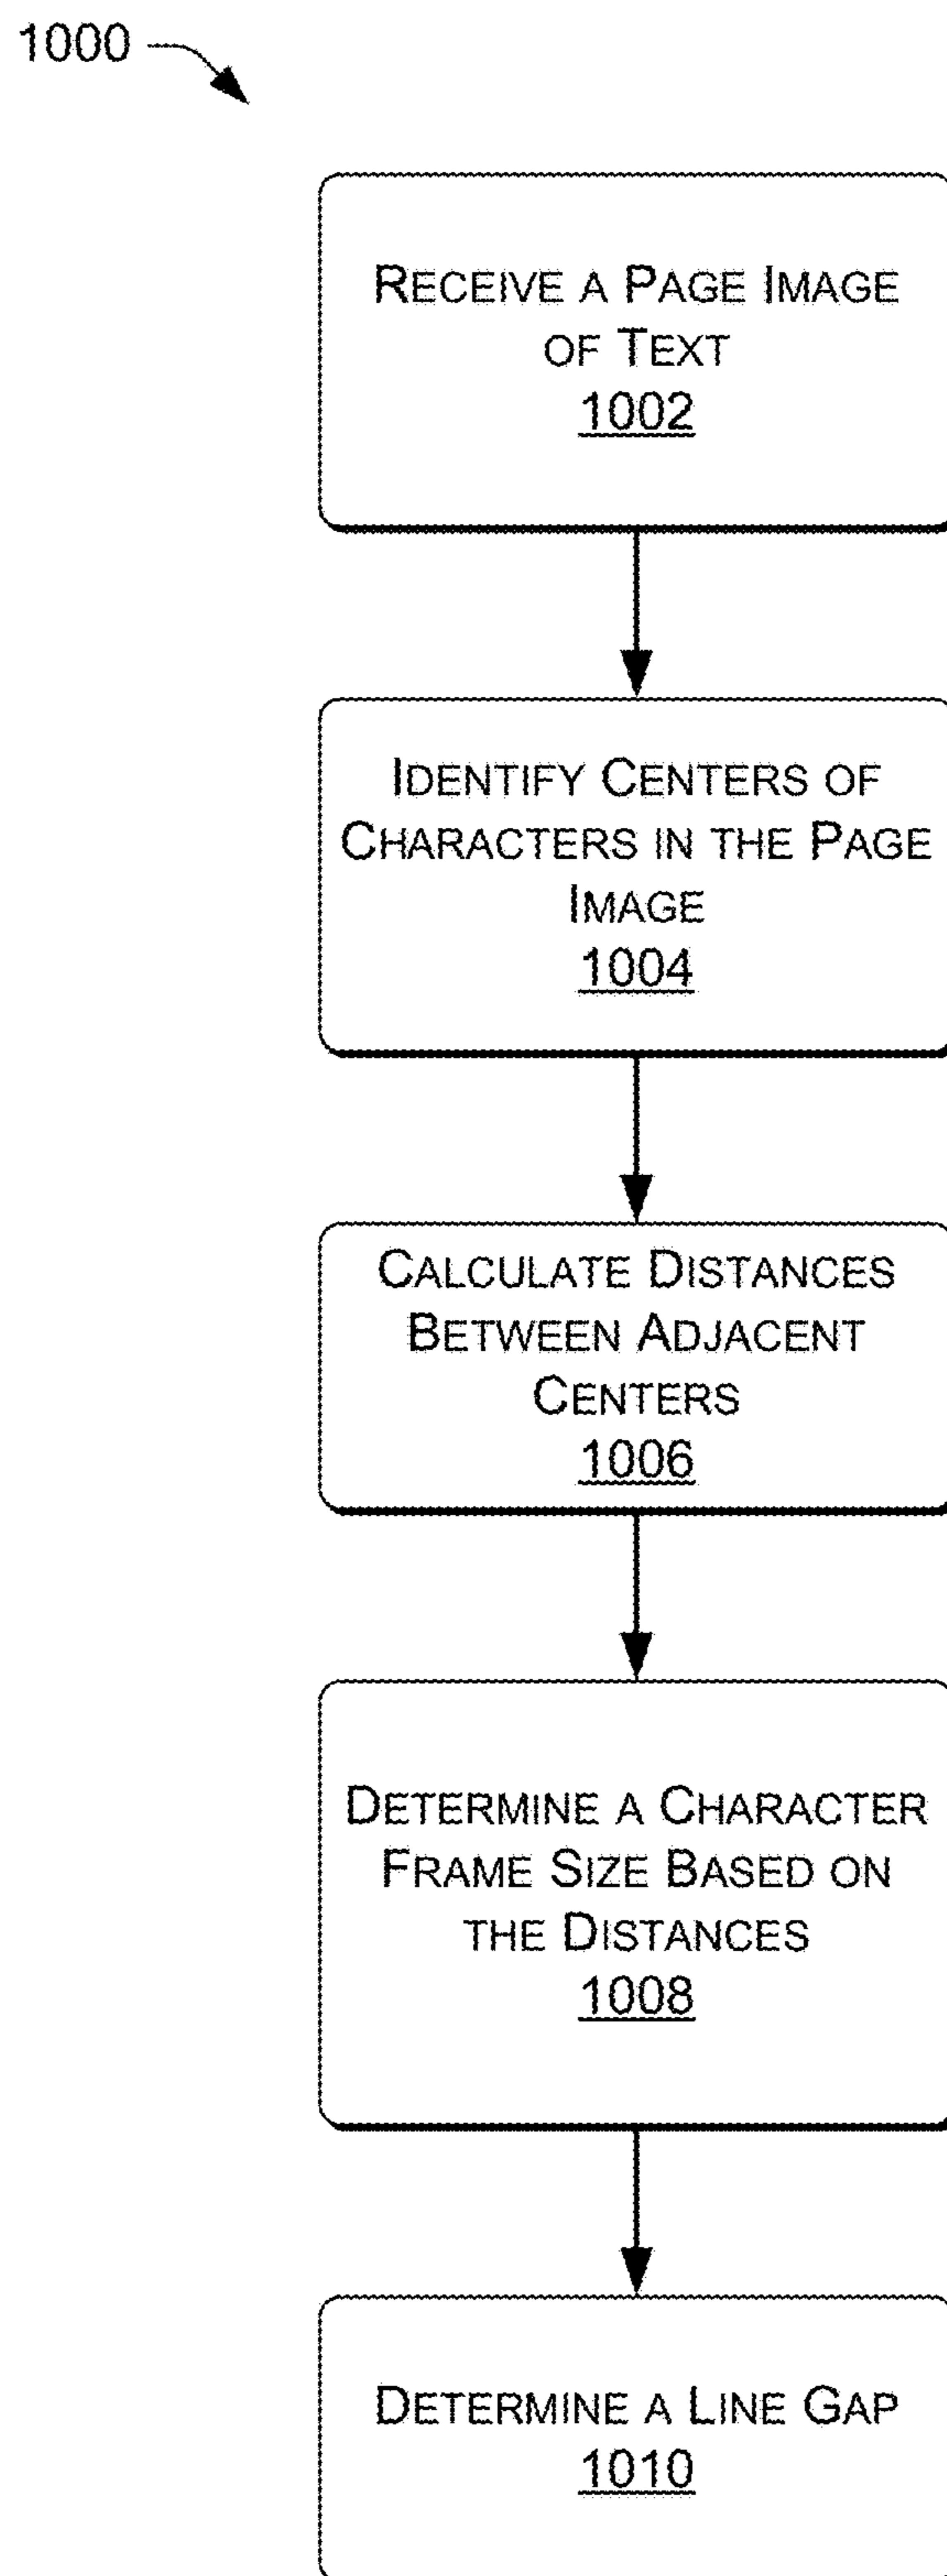 1000
RECEIVE A PAGE IMAGE
OF TEXT
1002
IDENTIFY CENTERS OF
CHARACTERS IN THE PAGE
IMAGE
1004
CALCULATE DISTANCES
BETWEEN ADJACENT
CENTERS
1006
DETERMINE A CHARACTER
FRAME SIZE BASED ON
THE DISTANCES
1008
DETERMINE A LINE GAP
1010